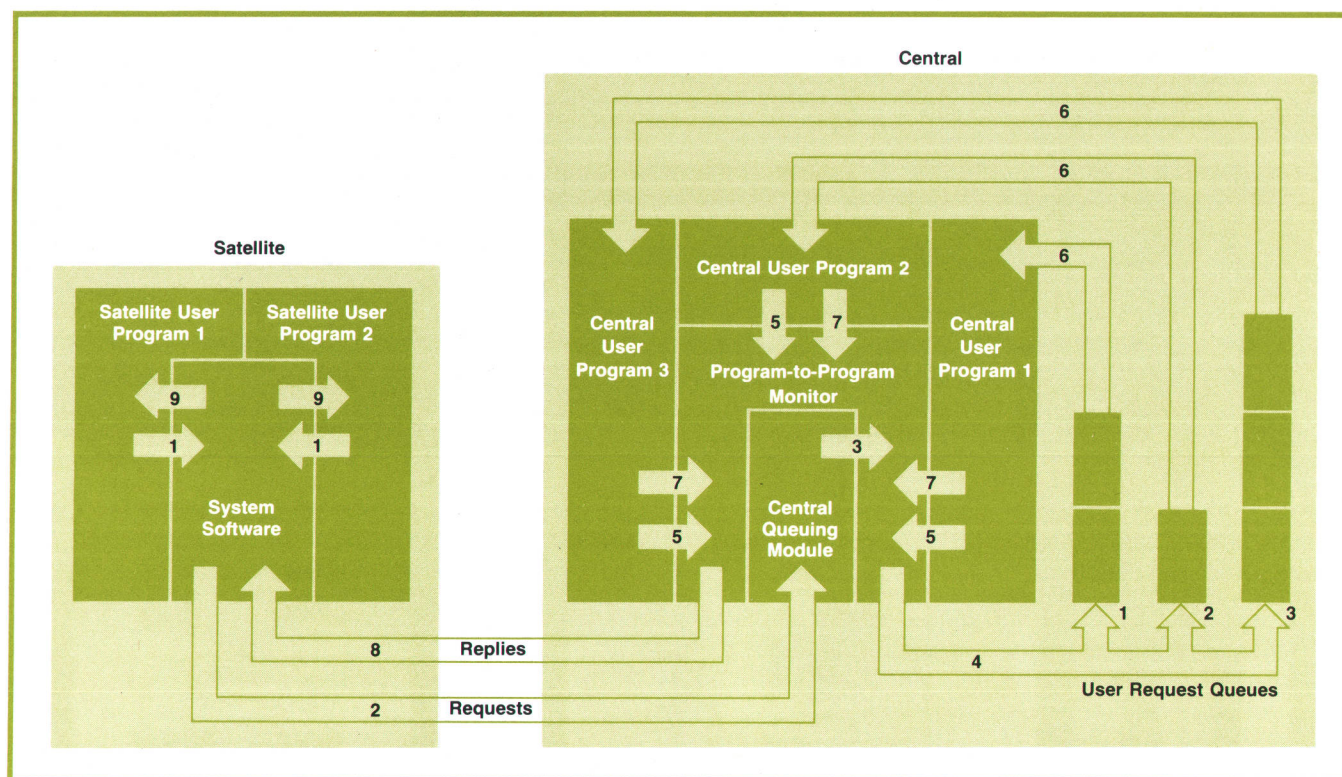 Central
6
6
Satellite
6
Satellite User
Program 1
Satellite User
Program 2
Central User Program 2
5
7
Central
User
Program 3
Central
User
Program 1
Program-to-Program
Monitor
9
9
1
1
3
7
7
System
Software
Central
Queuing
Module
5
5
1
2
3
8
Replies
4
User Request Queues
2
Requests